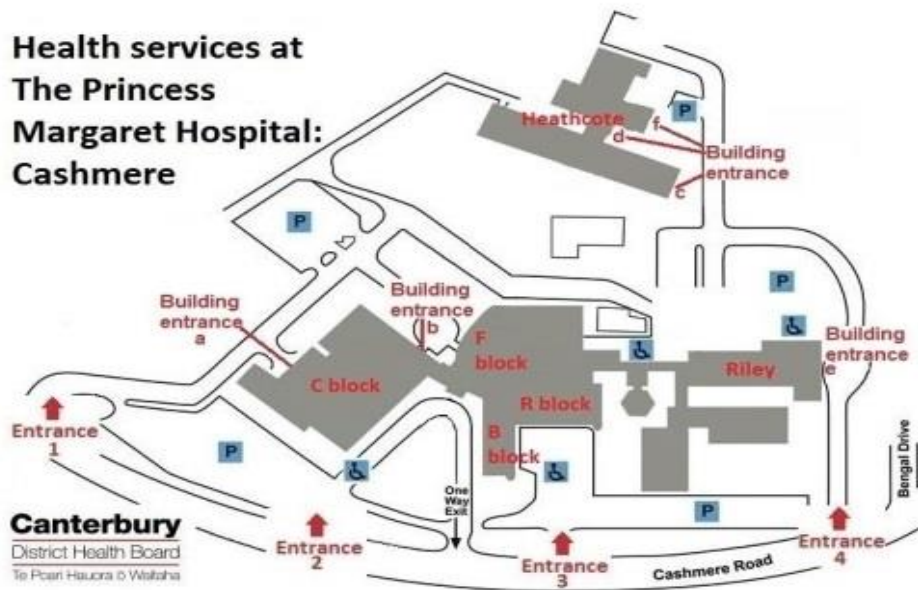 Health services at
The Princess
Margaret Hospital:
Cashmere
P
Heathcote
f
d
Building
entrance
c
P
P
Building
entrance
a
Building
entrance
b
F
block
Building
entrance
e
C block
Riley
R block
B
block
Entrance
1
P
One
Way
Exit
P
Bengal Drive
Entrance
2
Entrance
3
Entrance
4
Cashmere Road
Canterbury
District Health Board
Te Poari Hauora ō Waitaha